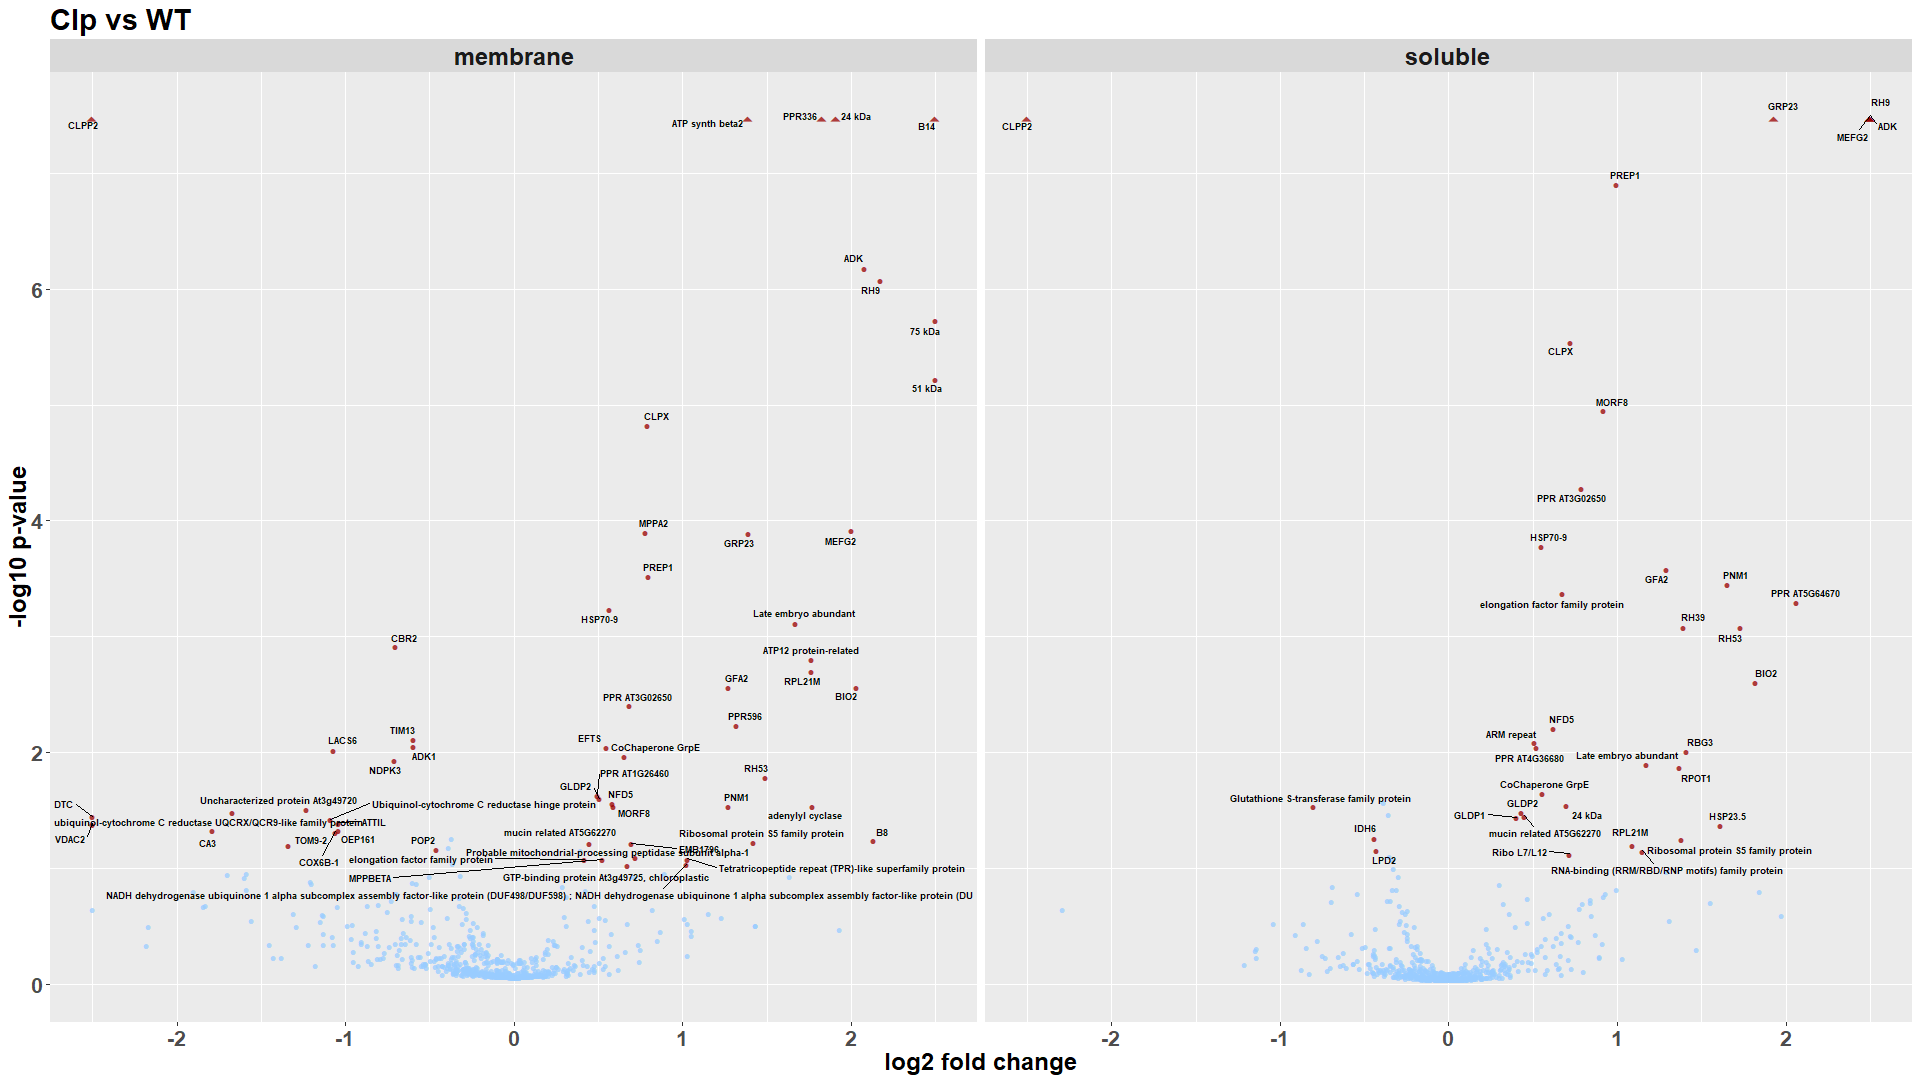 Clp vs WT
membrane
soluble
-log10 p-value
6
4
2
0
CLPP2
ATP synth beta2
PPR336
24 kDa
B14
ADK
RH9
75 kDa
51 kDa
CLPX
MPPA2
GRP23
MEFG2
PREP1
HSP70-9
Late embryo abundant
CBR2
ATP12 protein-related
RPL21M
GFA2
BIO2
PPR AT3G02650
PPR596
TIM13
LACS6
ADK1
EFTS
CoChaperone GrpE
NDPK3
RH53
PPR AT1G26460
GLDP2
NFD5
PNM1
MORF8
adenylyl cyclase
DTC
Uncharacterized protein At3g49720
Ubiquinol-cytochrome C reductase hinge protein
ubiquinol-cytochrome C reductase UQCRX/QCR9-like family protein
ATTIL
VDAC2
CA3
TOM9-2
OEP161
POP2
COX6B-1
mucin related AT5G62270
Ribosomal protein S5 family protein
B8
EMB1796
Probable mitochondrial-processing peptidase subunit alpha-1
elongation factor family protein
Tetratricopeptide repeat (TPR)-like superfamily protein
MPPBETA
GTP-binding protein At3g49725, chloroplastic
NADH dehydrogenase ubiquinone 1 alpha subcomplex assembly factor-like protein (DUF498/DUF598) ; NADH dehydrogenase ubiquinone 1 alpha subcomplex assembly factor-like protein (DU
-2
-1
0
1
2
CLPP2
GRP23
RH9
ADK
MEFG2
PREP1
CLPX
MORF8
PPR AT3G02650
HSP70-9
GFA2
PNM1
elongation factor family protein
PPR AT5G64670
RH39
RH53
BIO2
NFD5
ARM repeat
RBG3
PPR AT4G36680
Late embryo abundant
RPOT1
CoChaperone GrpE
Glutathione S-transferase family protein
GLDP2
GLDP1
24 kDa
HSP23.5
IDH6
mucin related AT5G62270
RPL21M
Ribo L7/L12
Ribosomal protein S5 family protein
LPD2
RNA-binding (RRM/RBD/RNP motifs) family protein
-2
-1
0
1
2
log2 fold change